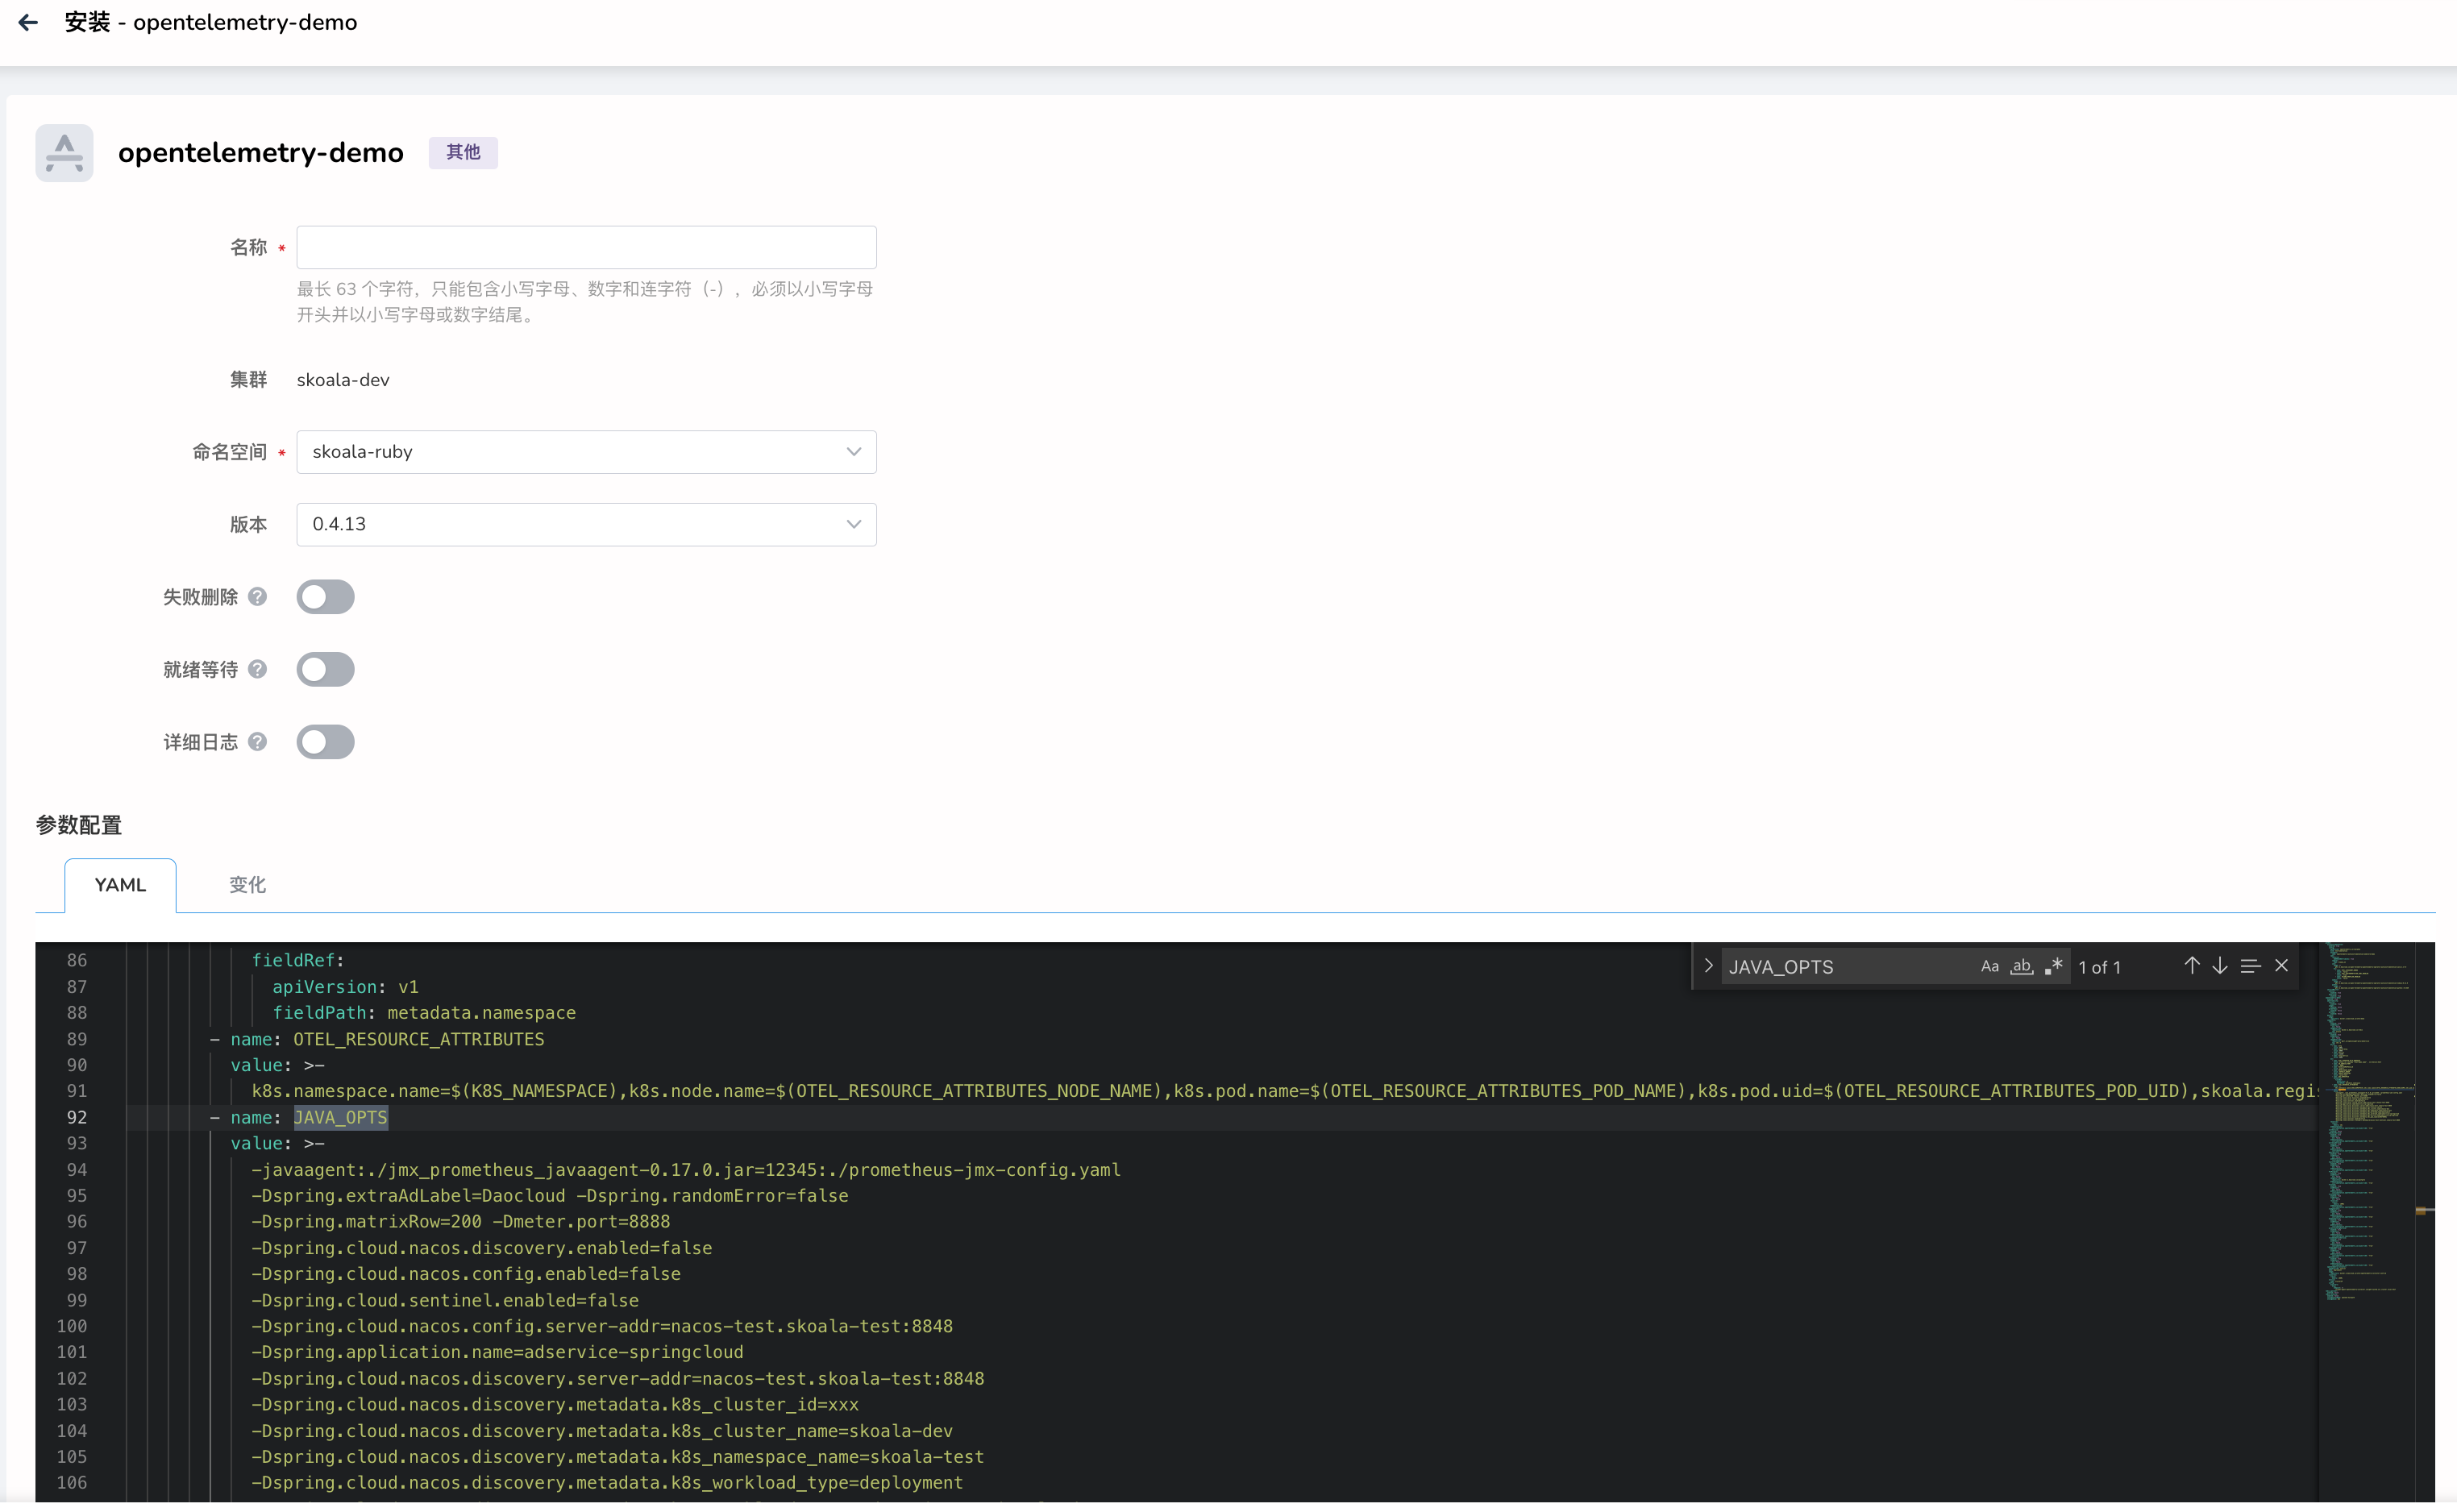 安装 - opentelemetry-demo
opentelemetry-demo 其他
名称 *
最长 63 个字符，只能包含小写字母、数字和连字符（-），必须以小写字母
开头并以小写字母或数字结尾。
集群 skoala-dev
命名空间 * skoala-ruby
版本 0.4.13
失败删除 ?
就绪等待 ?
详细日志 ?
参数配置
YAML 变化
JAVA_OPTS Aa ab .* 1 of 1
86 fieldRef:
87 apiVersion: v1
88 fieldPath: metadata.namespace
89 - name: OTEL_RESOURCE_ATTRIBUTES
90 value: >-
91 k8s.namespace.name=$(K8S_NAMESPACE),k8s.node.name=$(OTEL_RESOURCE_ATTRIBUTES_NODE_NAME),k8s.pod.name=$(OTEL_RESOURCE_ATTRIBUTES_POD_NAME),k8s.pod.uid=$(OTEL_RESOURCE_ATTRIBUTES_POD_UID),skoala.regi
92 - name: JAVA_OPTS
93 value: >-
94 -javaagent:./jmx_prometheus_javaagent-0.17.0.jar=12345:./prometheus-jmx-config.yaml
95 -Dspring.extraAdLabel=Daocloud -Dspring.randomError=false
96 -Dspring.matrixRow=200 -Dmeter.port=8888
97 -Dspring.cloud.nacos.discovery.enabled=false
98 -Dspring.cloud.nacos.config.enabled=false
99 -Dspring.cloud.sentinel.enabled=false
100 -Dspring.cloud.nacos.config.server-addr=nacos-test.skoala-test:8848
101 -Dspring.application.name=adservice-springcloud
102 -Dspring.cloud.nacos.discovery.server-addr=nacos-test.skoala-test:8848
103 -Dspring.cloud.nacos.discovery.metadata.k8s_cluster_id=xxx
104 -Dspring.cloud.nacos.discovery.metadata.k8s_cluster_name=skoala-dev
105 -Dspring.cloud.nacos.discovery.metadata.k8s_namespace_name=skoala-test
106 -Dspring.cloud.nacos.discovery.metadata.k8s_workload_type=deployment